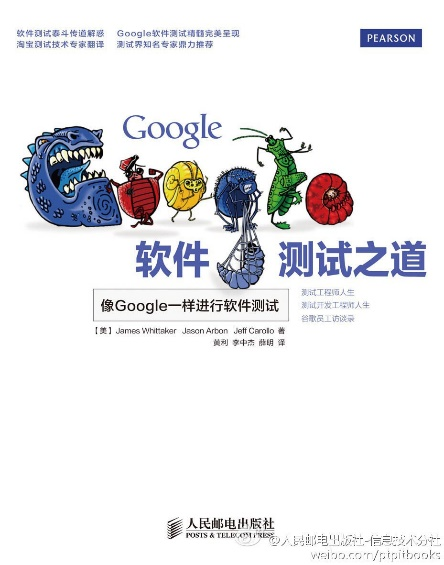 软件测试泰斗传道解惑 Google软件测试精髓完美呈现
淘宝测试技术专家翻译 测试界知名专家鼎力推荐
PEARSON
Google
软件测试之道
像Google一样进行软件测试
测试工程师人生
测试开发工程师人生
谷歌员工访谈录
【美】James Whittaker Jason Arbon Jeff Carollo 著
黄利 李中杰 薛明 译
人民邮电出版社
POSTS & TELECOM PRESS
@人民邮电出版社-信息技术分社
weibo.com/ptpitbooks